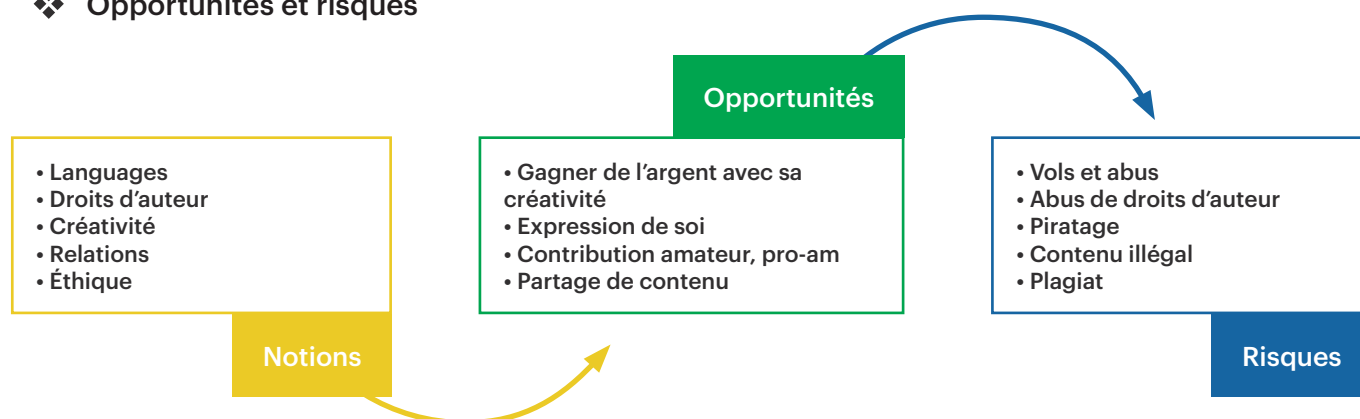 ❖ Opportunités et risques
Notions
• Languages
• Droits d'auteur
• Créativité
• Relations
• Éthique
Opportunités
• Gagner de l'argent avec sa
créativité
• Expression de soi
• Contribution amateur, pro-am
• Partage de contenu
Risques
• Vols et abus
• Abus de droits d'auteur
• Piratage
• Contenu illégal
• Plagiat